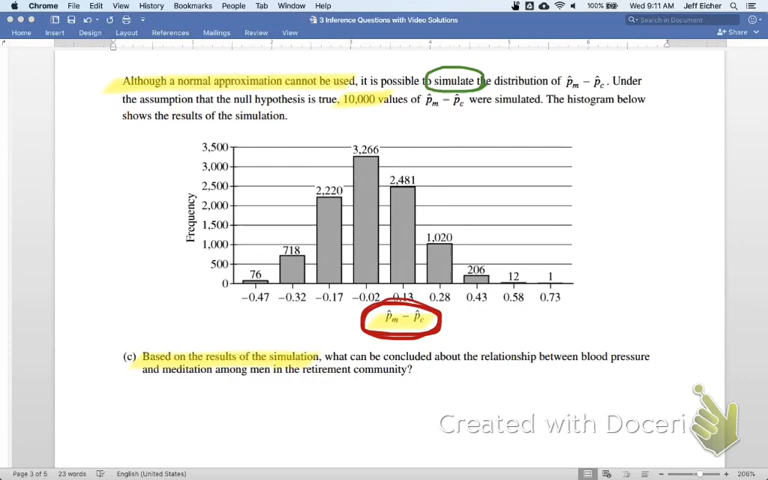 Chrome File Edit View History Bookmarks People Tab Window Help 100% Wed 9:11 AM Jeff Eicher
3 Inference Questions with Video Solutions
Search in Document
Home Insert Design Layout References Mailings Review View Share
Although a normal approximation cannot be used, it is possible to simulate the distribution of p̂m − p̂c. Under
the assumption that the null hypothesis is true, 10,000 values of p̂m − p̂c were simulated. The histogram below
shows the results of the simulation.
3,500
3,000
2,500
2,000
1,500
1,000
500
0
Frequency
76
718
2,220
3,266
2,481
1,020
206
12
1
−0.47 −0.32 −0.17 −0.02 0.13 0.28 0.43 0.58 0.73
p̂m − p̂c
(c) Based on the results of the simulation, what can be concluded about the relationship between blood pressure
and meditation among men in the retirement community?
Created with Doceri
Page 3 of 5 23 words English (United States) 206%